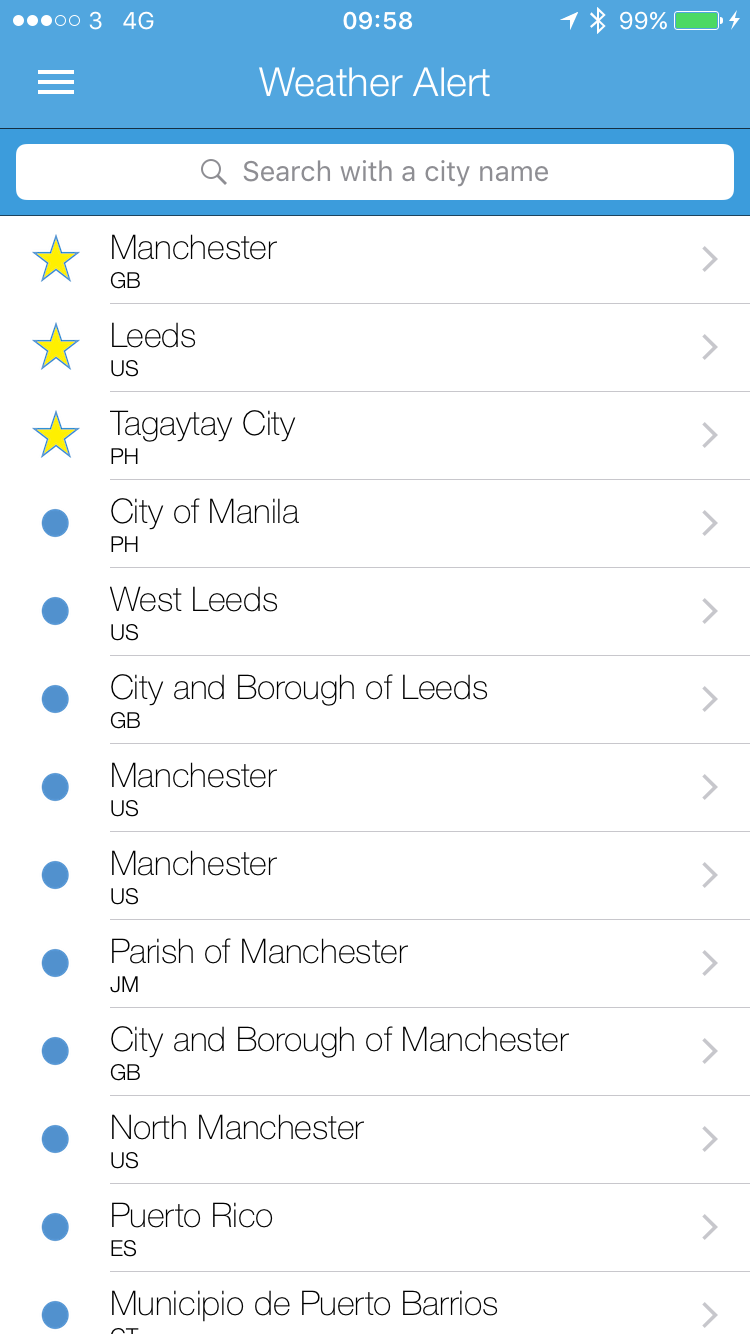 3 4G 09:58 99%
Weather Alert
Search with a city name
Manchester
GB
Leeds
US
Tagaytay City
PH
City of Manila
PH
West Leeds
US
City and Borough of Leeds
GB
Manchester
US
Manchester
US
Parish of Manchester
JM
City and Borough of Manchester
GB
North Manchester
US
Puerto Rico
ES
Municipio de Puerto Barrios